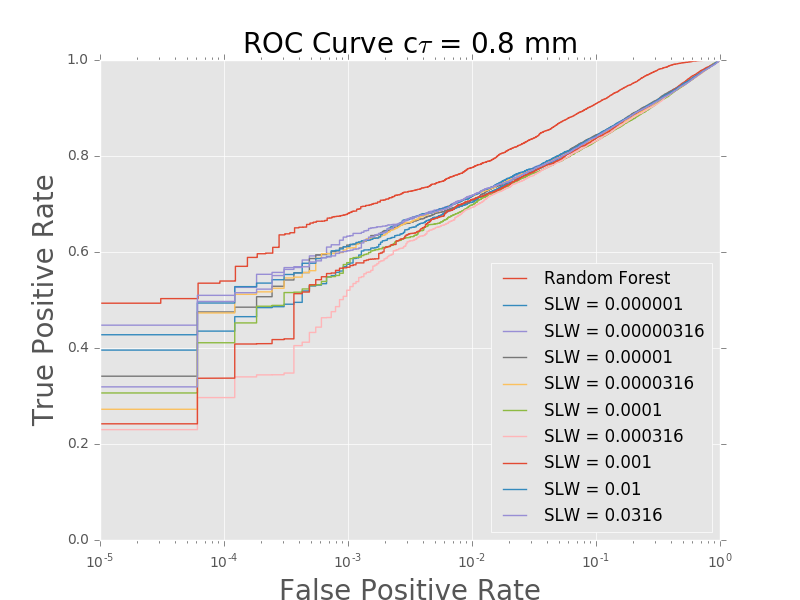 ROC Curve cτ = 0.8 mm
True Positive Rate
1.0
0.8
0.6
0.4
0.2
0.0
10^-5
10^-4
10^-3
10^-2
10^-1
10^0
False Positive Rate
Random Forest
SLW = 0.000001
SLW = 0.00000316
SLW = 0.00001
SLW = 0.0000316
SLW = 0.0001
SLW = 0.000316
SLW = 0.001
SLW = 0.01
SLW = 0.0316